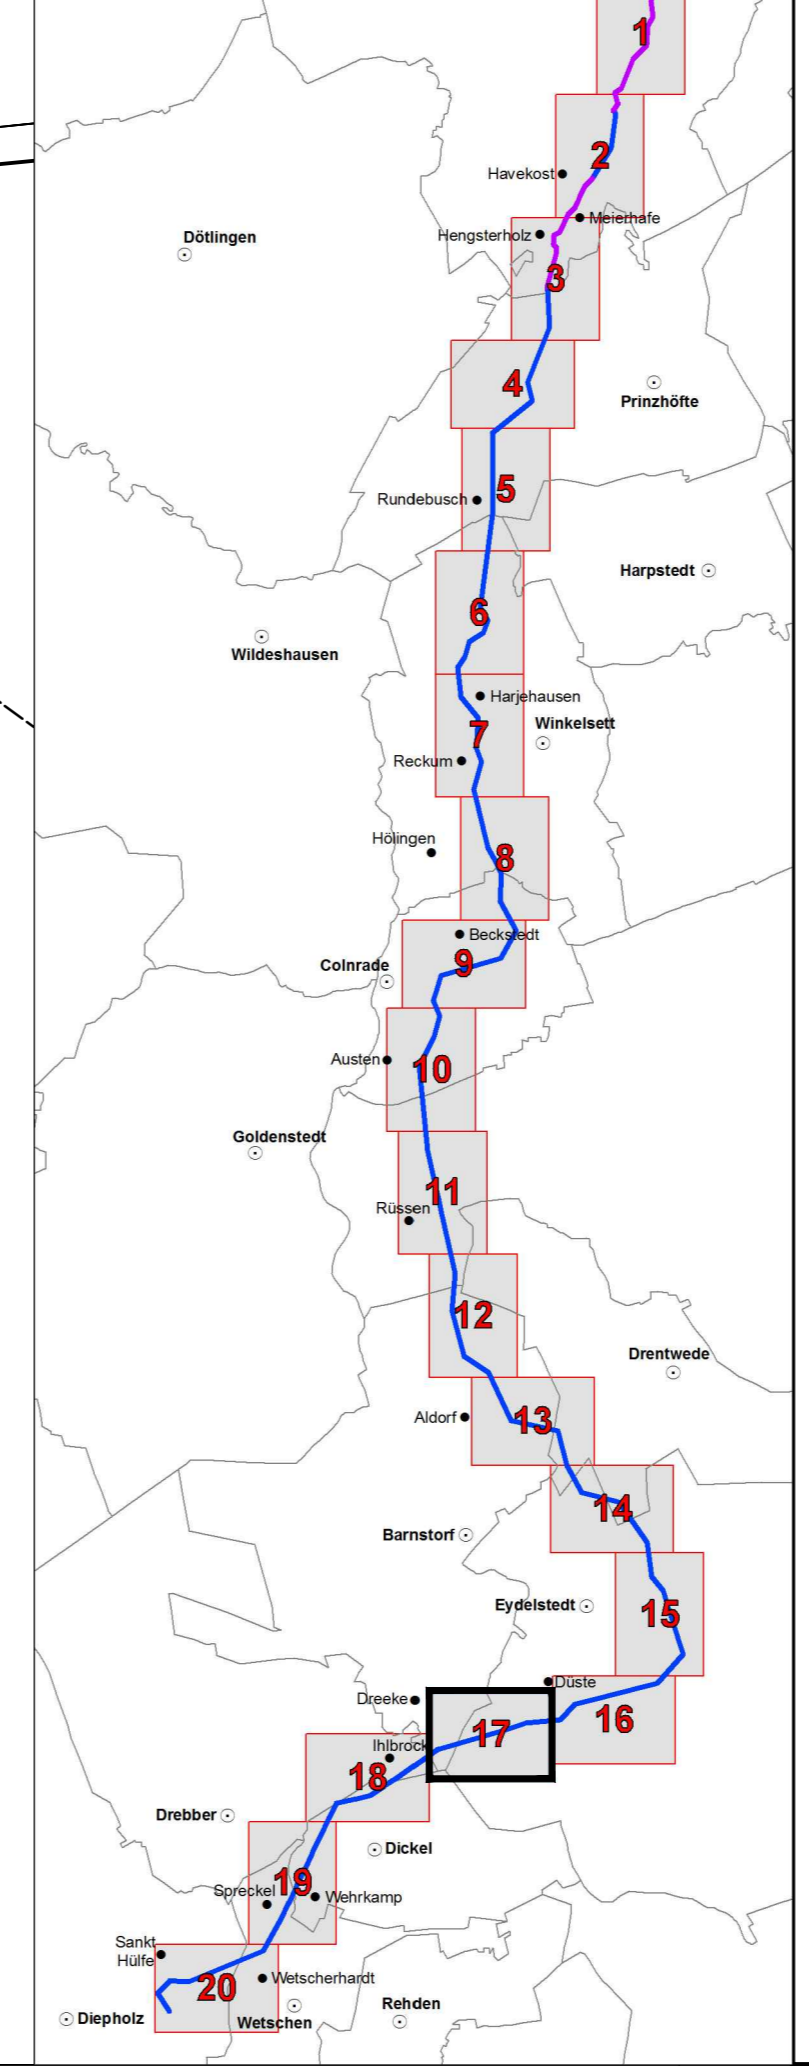 1
2
Havekost
Meierhafe
Hengsterholz
Dötlingen
3
4
Prinzhöfte
5
Rundebusch
Harpstedt
6
Wildeshausen
Harjehausen
Winkelsett
7
Reckum
Hölingen
8
Beckstedt
Colnrade
9
Austen
10
Goldenstedt
11
Rüssen
12
Drentwede
Aldorf
13
14
Barnstorf
Eydelstedt
15
Düste
Dreeke
16
17
Ihlbrock
18
Drebber
Dickel
19
Spreckel
Wehrkamp
Sankt
Hülfe
Wetscherhardt
20
Rehden
Diepholz
Wetschen